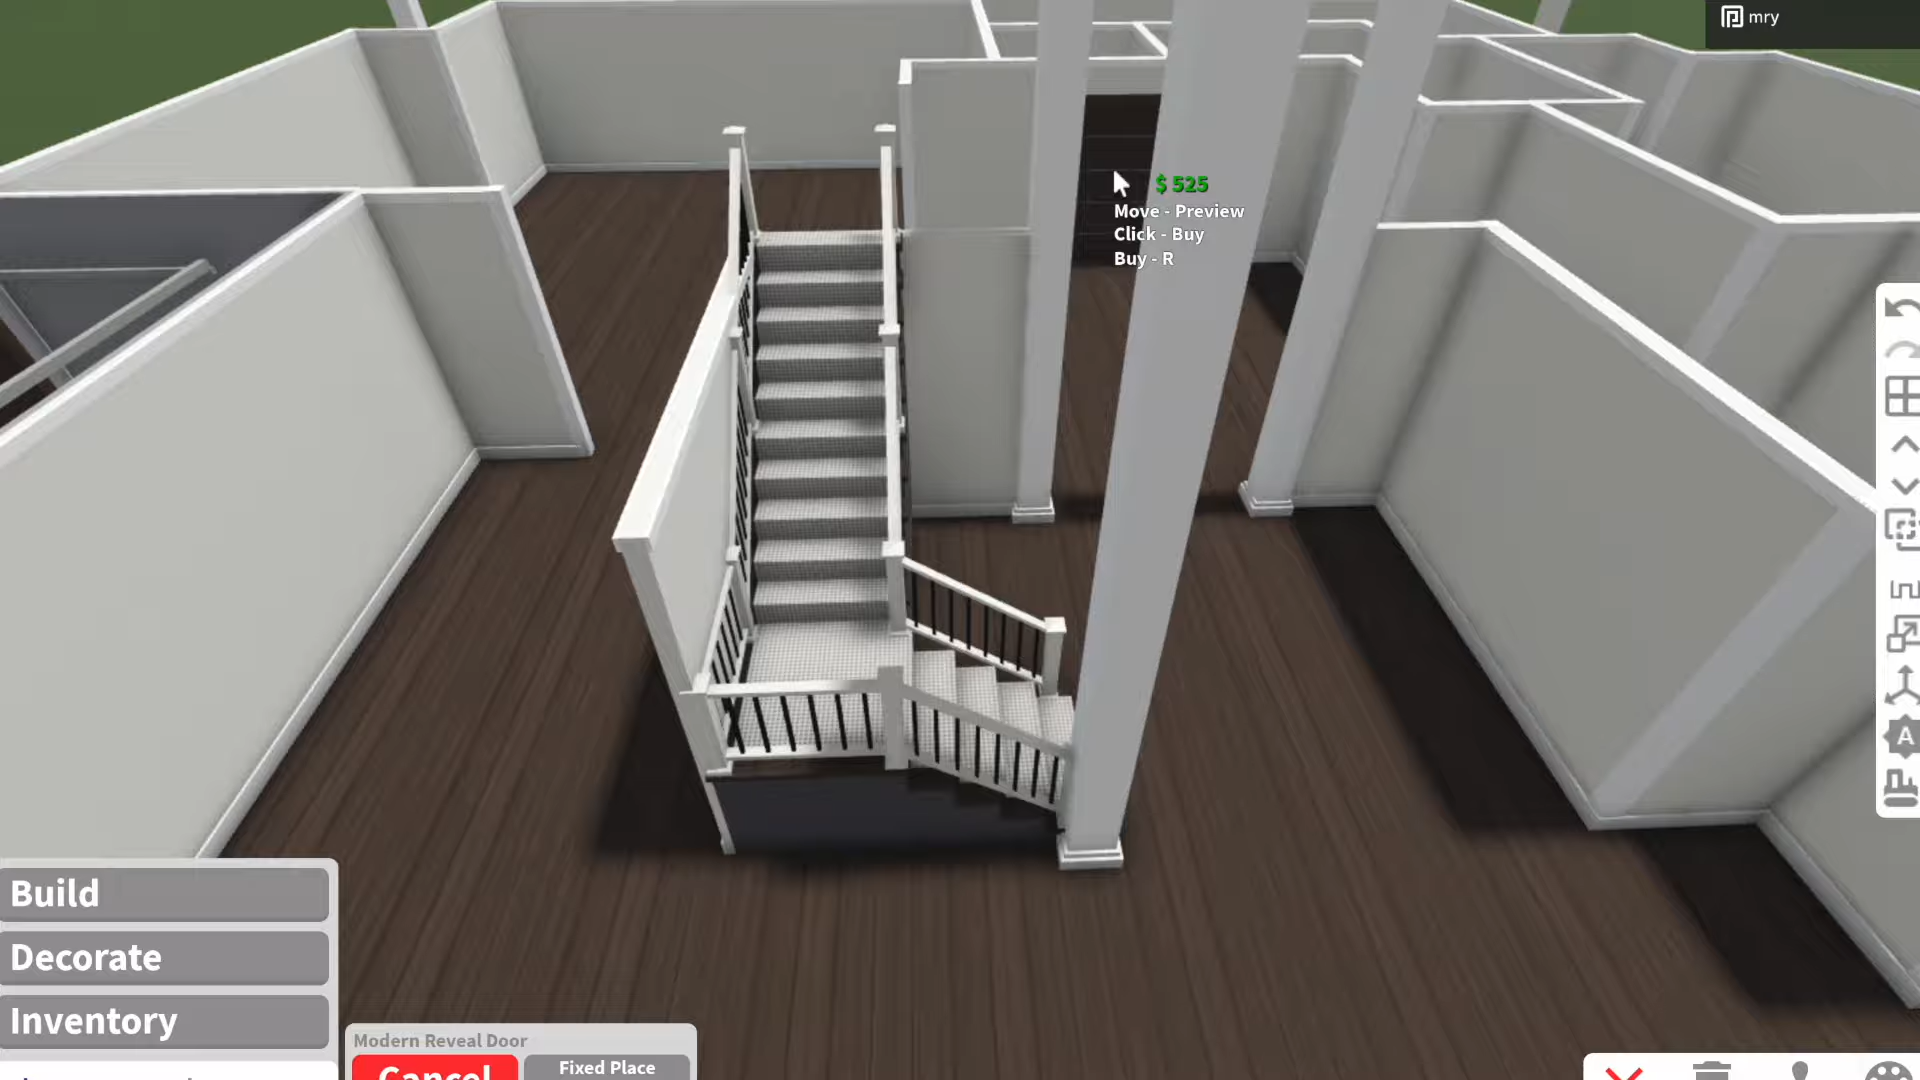 mry
$ 525
Move - Preview
Click - Buy
Buy - R
A
Build
Decorate
Inventory
Modern Reveal Door
Cancel
Fixed Place